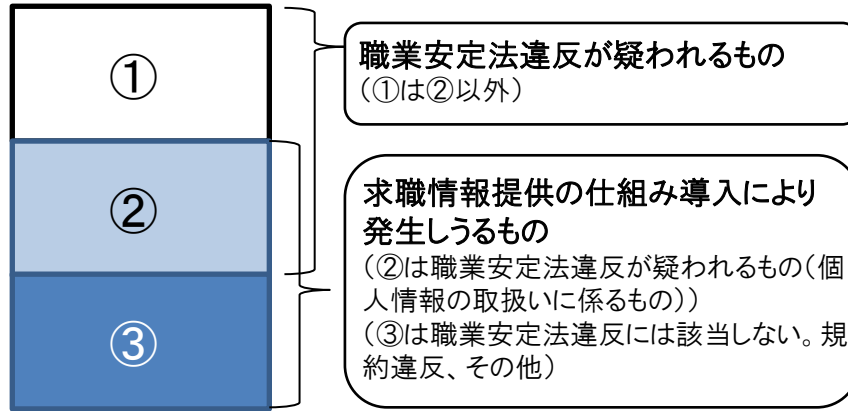 ①
②
③
職業安定法違反が疑われるもの
（①は②以外）
求職情報提供の仕組み導入により
発生しうるもの
（②は職業安定法違反が疑われるもの（個
人情報の取扱いに係るもの））
（③は職業安定法違反には該当しない。規
約違反、その他）